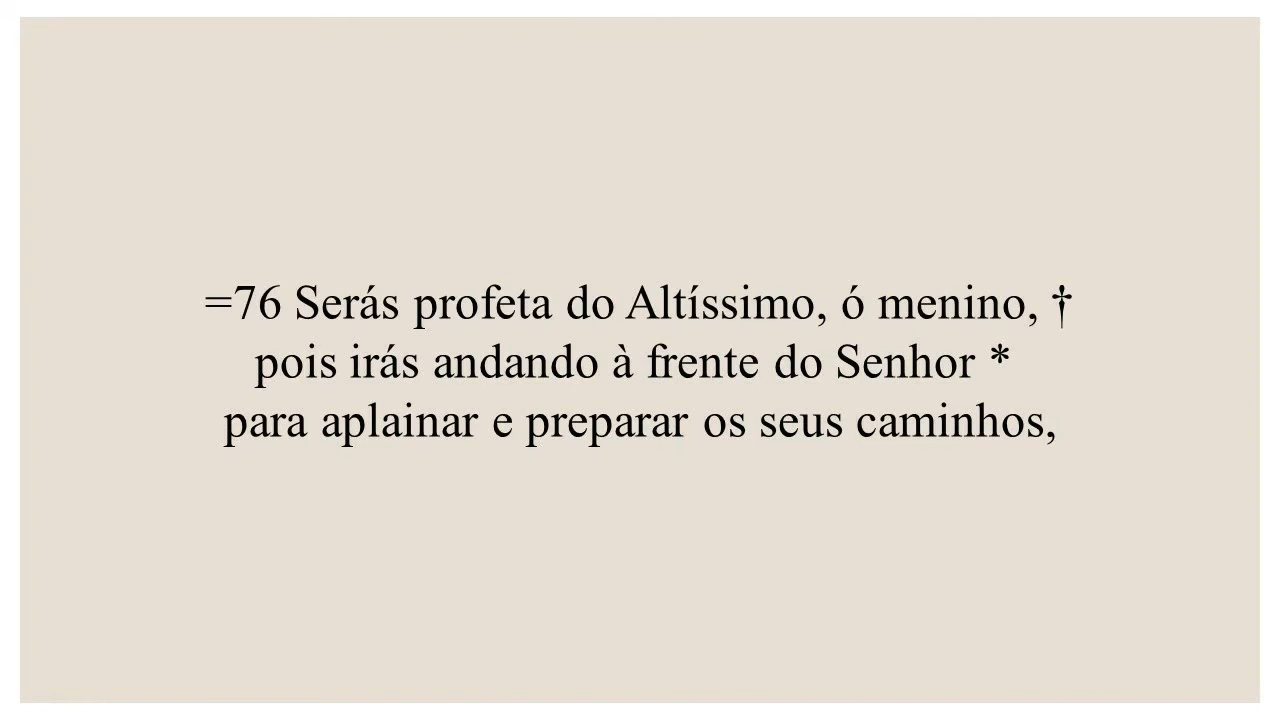 =76 Serás profeta do Altíssimo, ó menino, †
pois irás andando à frente do Senhor *
para aplainar e preparar os seus caminhos,